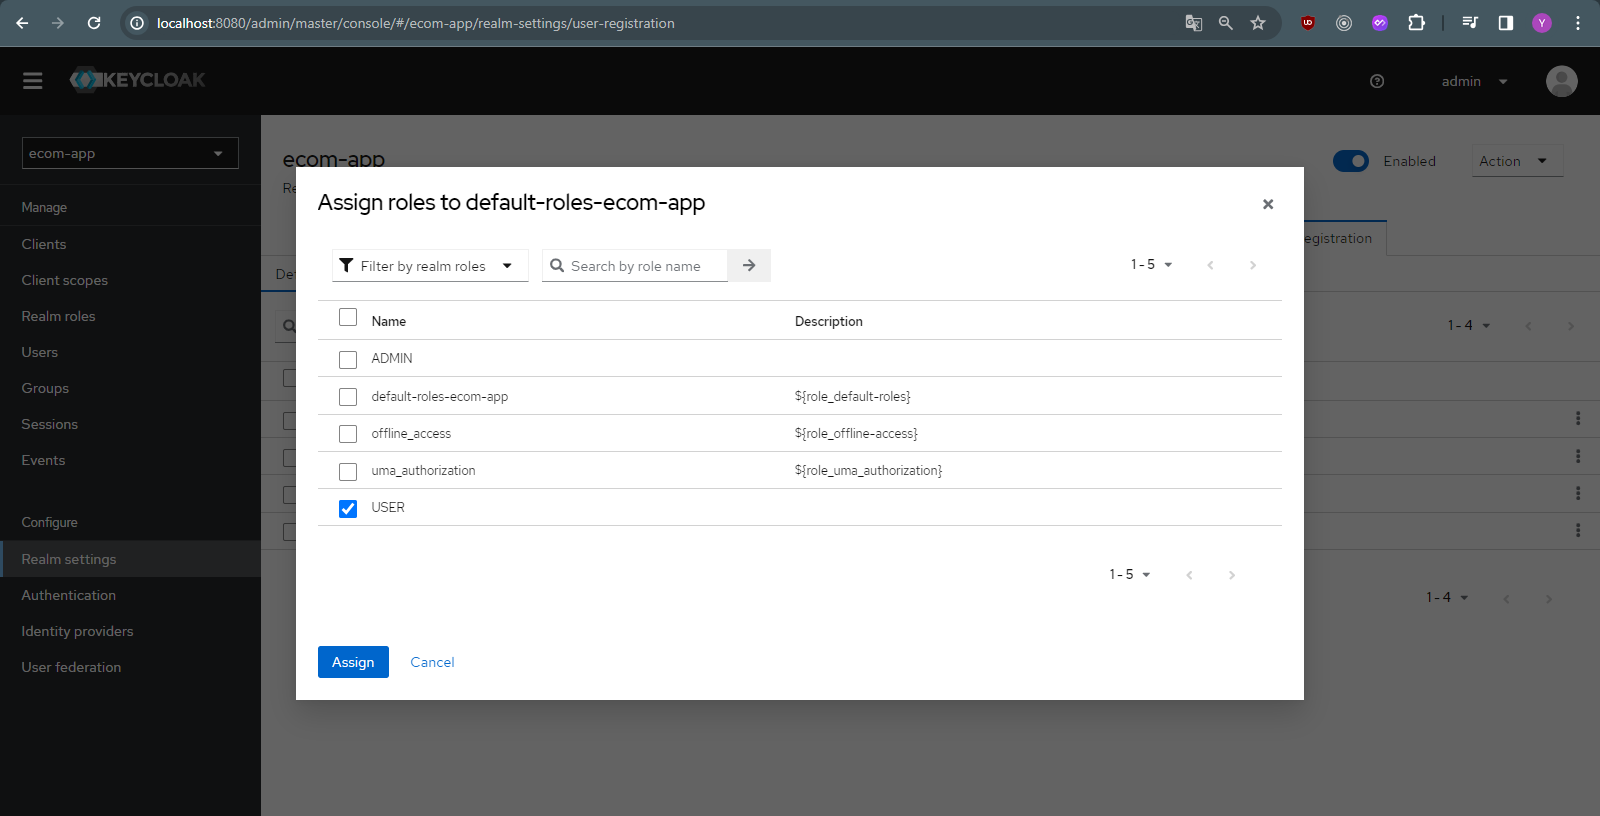 localhost:8080/admin/master/console/#/ecom-app/realm-settings/user-registration
KEYCLOAK
admin
ecom-app
ecom-app
Enabled
Action
Manage
Clients
Client scopes
Realm roles
Users
Groups
Sessions
Events
Configure
Realm settings
Authentication
Identity providers
User federation
egistration
1 - 4
1 - 4
Assign roles to default-roles-ecom-app
Filter by realm roles
Search by role name
1 - 5
Name Description
ADMIN
default-roles-ecom-app ${role_default-roles}
offline_access ${role_offline-access}
uma_authorization ${role_uma_authorization}
USER
1 - 5
Assign Cancel
Y